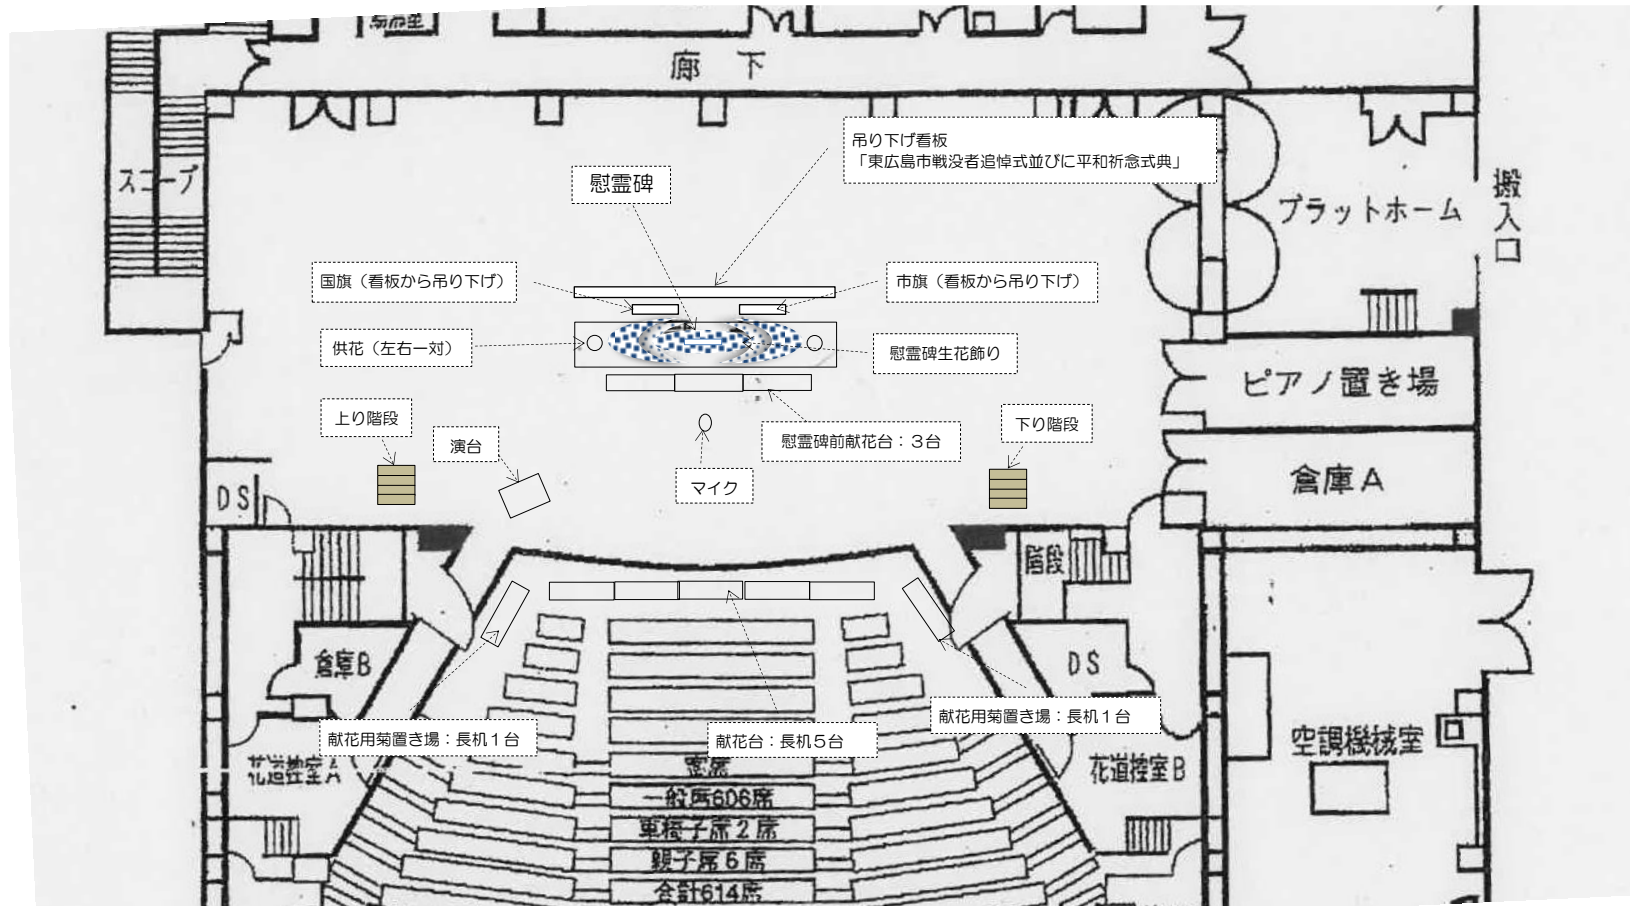 廊 下
吊り下げ看板
「東広島市戦没者追悼式並びに平和祈念式典」
慰霊碑
スコープ
搬入口
プラットホーム
国旗（看板から吊り下げ）
市旗（看板から吊り下げ）
供花（左右一対）
慰霊碑生花飾り
ピアノ置き場
上り階段
下り階段
演台
慰霊碑前献花台：３台
マイク
倉庫A
DS
階段
倉庫B
DS
献花用菊置き場：長机１台
献花用菊置き場：長机１台
献花台：長机５台
空調機械室
花道控室A
花道控室B
客席
一般席606席
車椅子席2席
親子席6席
合計614席